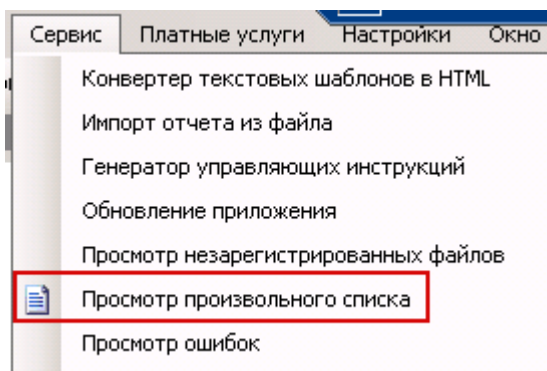 Сервис Платные услуги Настройки Окно
Конвертер текстовых шаблонов в HTML
Импорт отчета из файла
Генератор управляющих инструкций
Обновление приложения
Просмотр незарегистрированных файлов
Просмотр произвольного списка
Просмотр ошибок